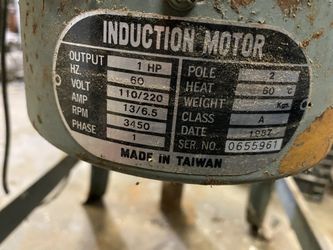 INDUCTION MOTOR
OUTPUT 1 HP
HZ. 60
VOLT 110/220
AMP 13/6.5
RPM 3450
PHASE 1
POLE 2
HEAT 60 °C
WEIGHT Kgs.
CLASS A
DATE 1987
SER. NO. 0655961
MADE IN TAIWAN